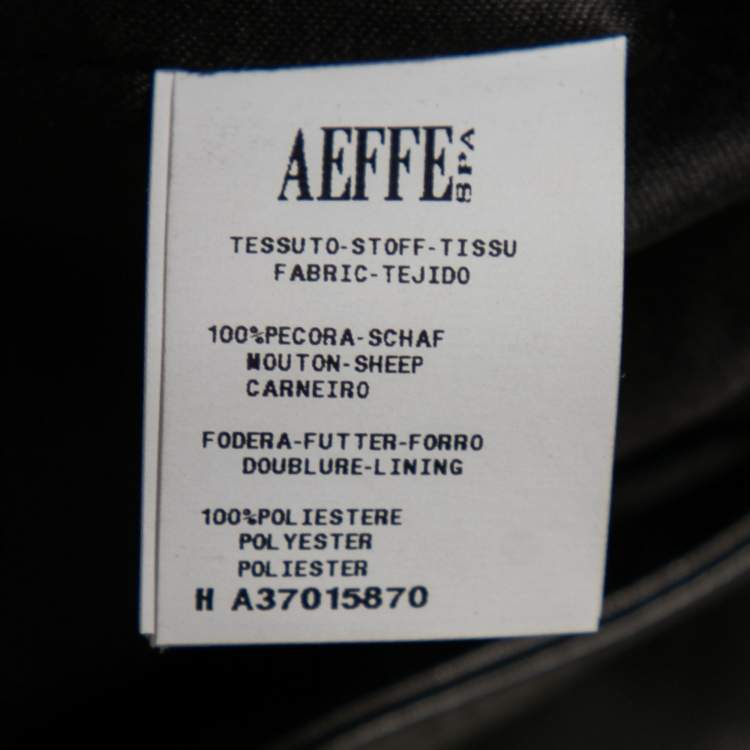 AEFFE SPA
TESSUTO-STOFF-TISSU
FABRIC-TEJIDO
100%PECORA-SCHAF
MOUTON-SHEEP
CARNEIRO
FODERA-FUTTER-FORRO
DOUBLURE-LINING
100%POLIESTERE
POLYESTER
POLIESTER
H A37015870